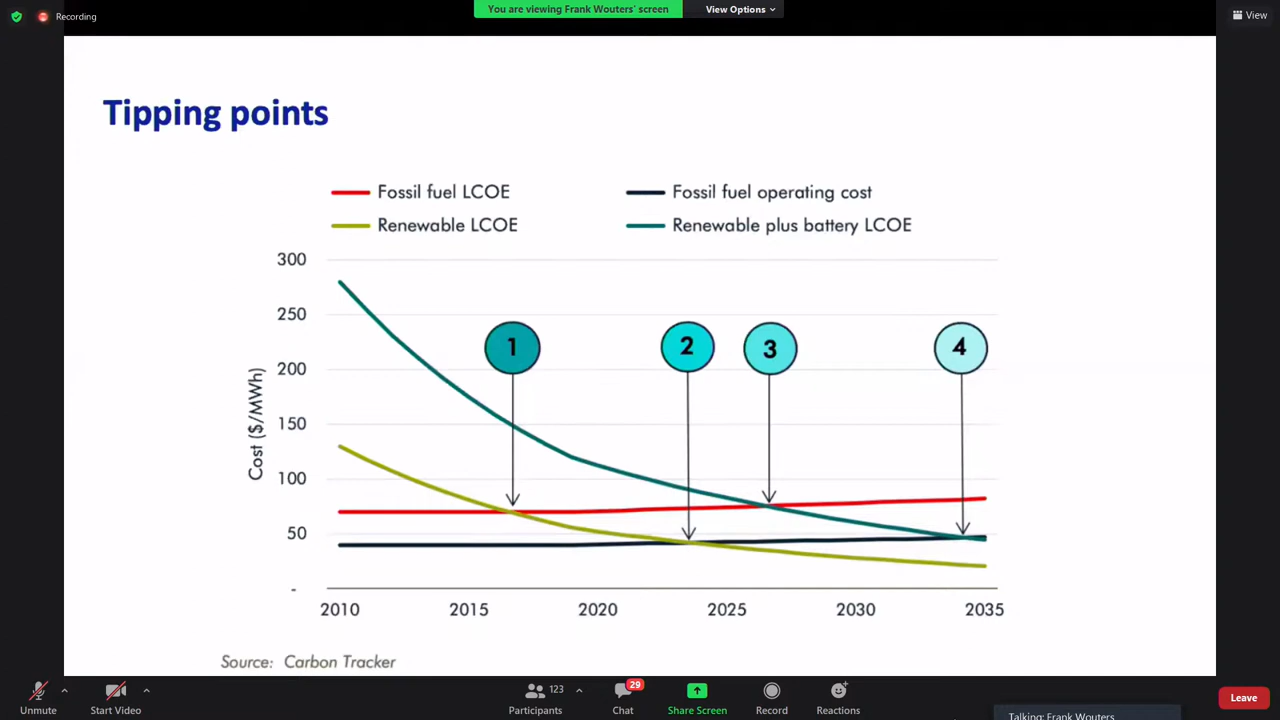 Recording
You are viewing Frank Wouters' screen
View Options
View
Tipping points
Fossil fuel LCOE
Fossil fuel operating cost
Renewable LCOE
Renewable plus battery LCOE
300
250
200
150
100
50
-
Cost ($/MWh)
1
2
3
4
2010 2015 2020 2025 2030 2035
Source: Carbon Tracker
Unmute
Start Video
Participants
123
Chat
29
Share Screen
Record
Reactions
Leave
Talking: Frank Wouters